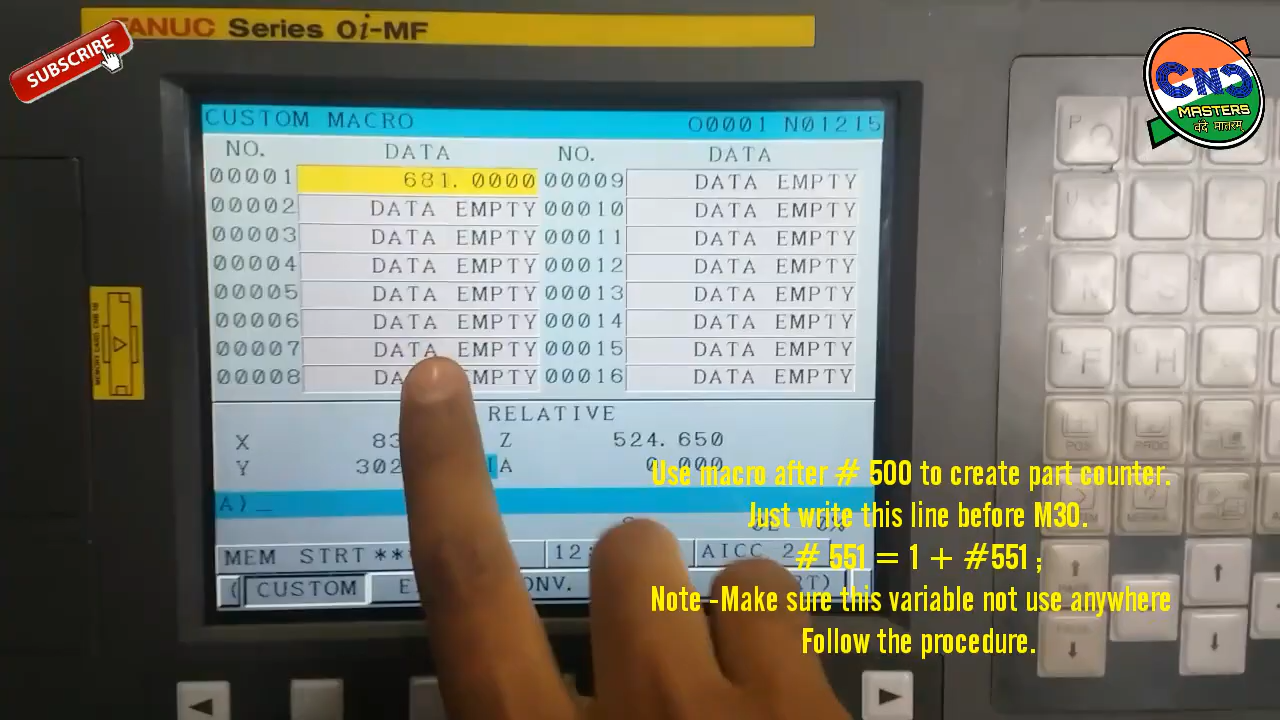 FANUC Series 0i-MF
SUBSCRIBE
CNC
MASTERS
वंदे मातरम्
CUSTOM MACRO O0001 N01215
NO. DATA NO. DATA
00001 681.0000 00009 DATA EMPTY
00002 DATA EMPTY 00010 DATA EMPTY
00003 DATA EMPTY 00011 DATA EMPTY
00004 DATA EMPTY 00012 DATA EMPTY
00005 DATA EMPTY 00013 DATA EMPTY
00006 DATA EMPTY 00014 DATA EMPTY
00007 DATA EMPTY 00015 DATA EMPTY
00008 EMPTY 00016 DATA EMPTY
RELATIVE
X Z 524.650
Y A 0.000
A)_
MEM STRT AICC 2
CUSTOM
Use macro after # 500 to create part counter.
Just write this line before M30.
# 551 = 1 + #551 ;
Note -Make sure this variable not use anywhere
Follow the procedure.